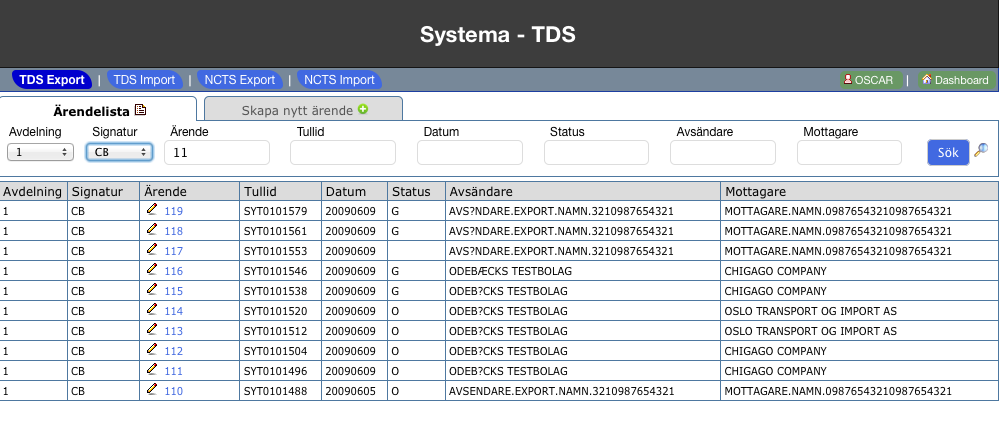 Systema - TDS
TDS Export | TDS Import | NCTS Export | NCTS Import OSCAR | Dashboard
Ärendelista Skapa nytt ärende
Avdelning Signatur Ärende Tullid Datum Status Avsändare Mottagare
1 CB 11 Sök
Avdelning Signatur Ärende Tullid Datum Status Avsändare Mottagare
1 CB 119 SYT0101579 20090609 G AVS?NDARE.EXPORT.NAMN.3210987654321 MOTTAGARE.NAMN.09876543210987654321
1 CB 118 SYT0101561 20090609 G AVS?NDARE.EXPORT.NAMN.3210987654321 MOTTAGARE.NAMN.09876543210987654321
1 CB 117 SYT0101553 20090609 AVS?NDARE.EXPORT.NAMN.3210987654321 MOTTAGARE.NAMN.09876543210987654321
1 CB 116 SYT0101546 20090609 G ODEBÆCKS TESTBOLAG CHIGAGO COMPANY
1 CB 115 SYT0101538 20090609 G ODEB?CKS TESTBOLAG CHIGAGO COMPANY
1 CB 114 SYT0101520 20090609 O ODEB?CKS TESTBOLAG OSLO TRANSPORT OG IMPORT AS
1 CB 113 SYT0101512 20090609 O ODEB?CKS TESTBOLAG OSLO TRANSPORT OG IMPORT AS
1 CB 112 SYT0101504 20090609 O ODEB?CKS TESTBOLAG CHIGAGO COMPANY
1 CB 111 SYT0101496 20090609 O ODEB?CKS TESTBOLAG CHIGAGO COMPANY
1 CB 110 SYT0101488 20090605 O AVSENDARE.EXPORT.NAMN.3210987654321 MOTTAGARE.NAMN.09876543210987654321